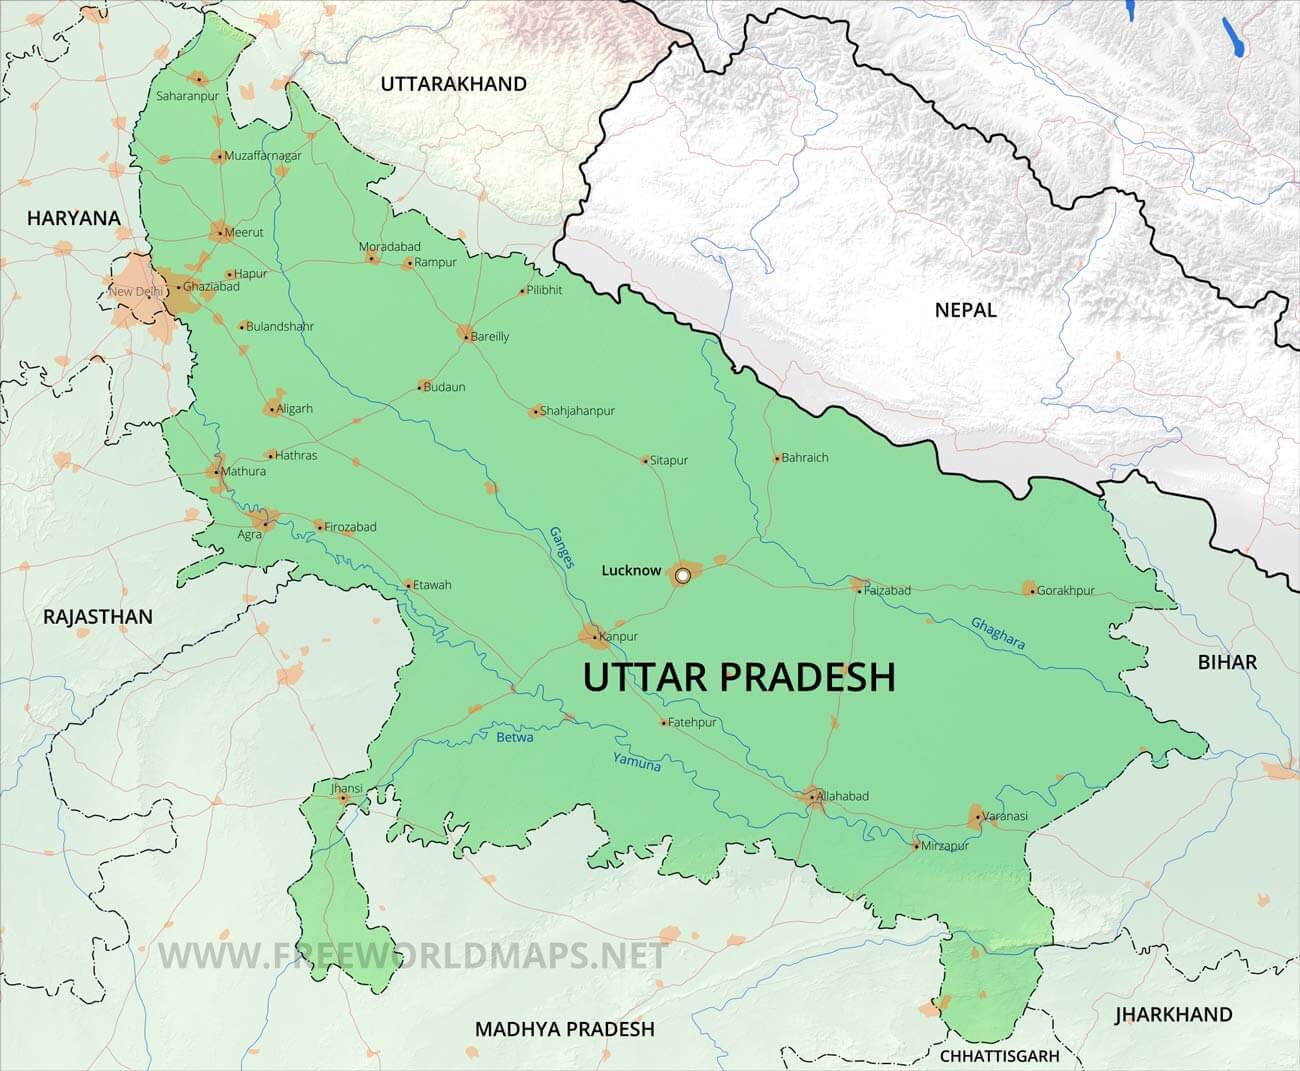 UTTARAKHAND
Saharanpur
Muzaffarnagar
HARYANA
Meerut
Moradabad
Rampur
Hapur
Ghaziabad
New Delhi
Pilibhit
NEPAL
Bulandshahr
Bareilly
Budaun
Aligarh
Shahjahanpur
Hathras
Sitapur
Bahraich
Mathura
Agra
Firozabad
Ganges
Lucknow
Etawah
Faizabad
Gorakhpur
RAJASTHAN
Kanpur
Ghaghara
BIHAR
UTTAR PRADESH
Fatehpur
Betwa
Yamuna
Jhansi
Allahabad
Varanasi
Mirzapur
WWW.FREEWORLDMAPS.NET
MADHYA PRADESH
JHARKHAND
CHHATTISGARH